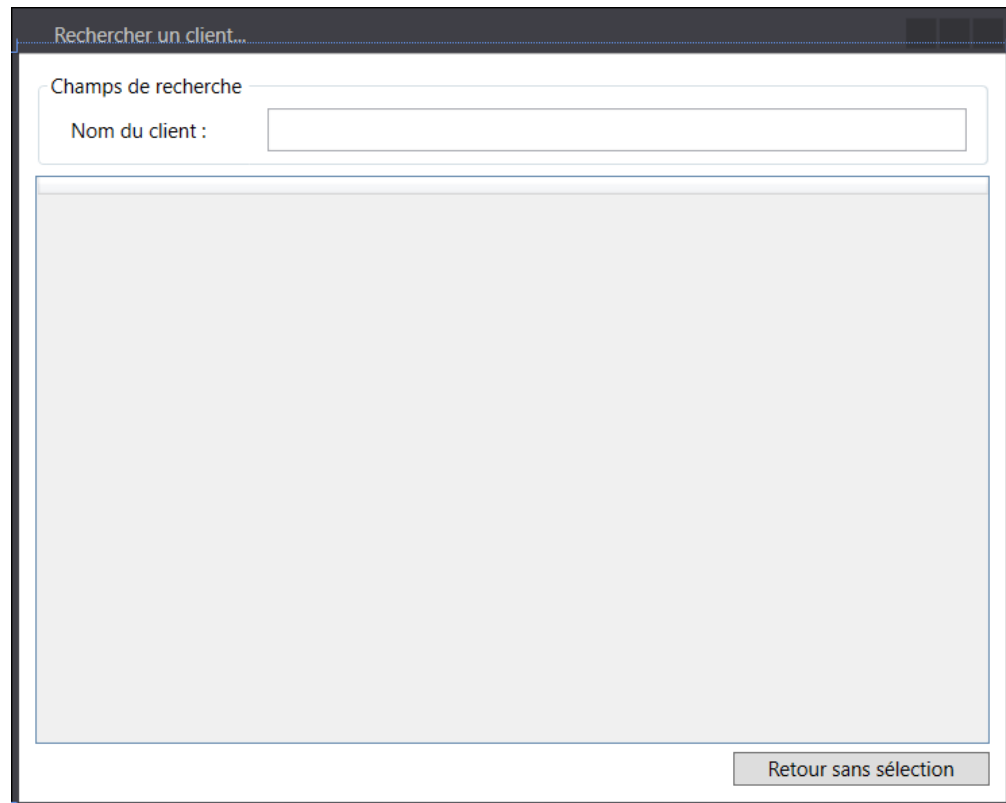 Rechercher un client...
Champs de recherche
Nom du client :
Retour sans sélection